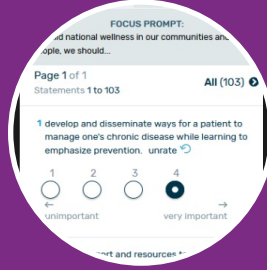 FOCUS PROMPT:
national wellness in our communities and
we should...
Page 1 of 1
All (103)
Statements 1 to 103
1 develop and disseminate ways for a patient to
manage one's chronic disease while learning to
emphasize prevention. unrate
1 2 3 4
← →
unimportant very important
and resources